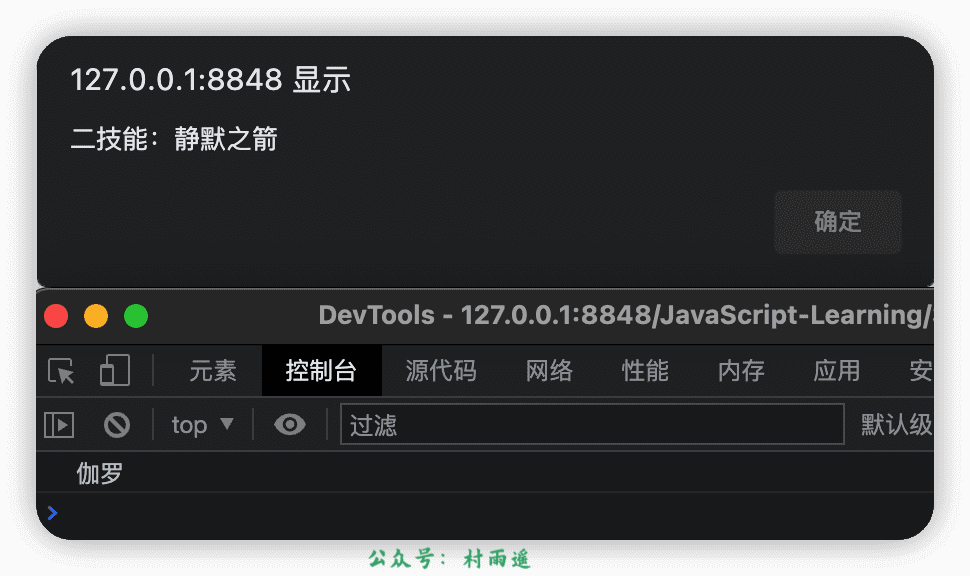 127.0.0.1:8848 显示
二技能：静默之箭
确定
DevTools - 127.0.0.1:8848/JavaScript-Learning/
元素 控制台 源代码 网络 性能 内存 应用 安
top 过滤 默认级
伽罗
公众号：村雨遥